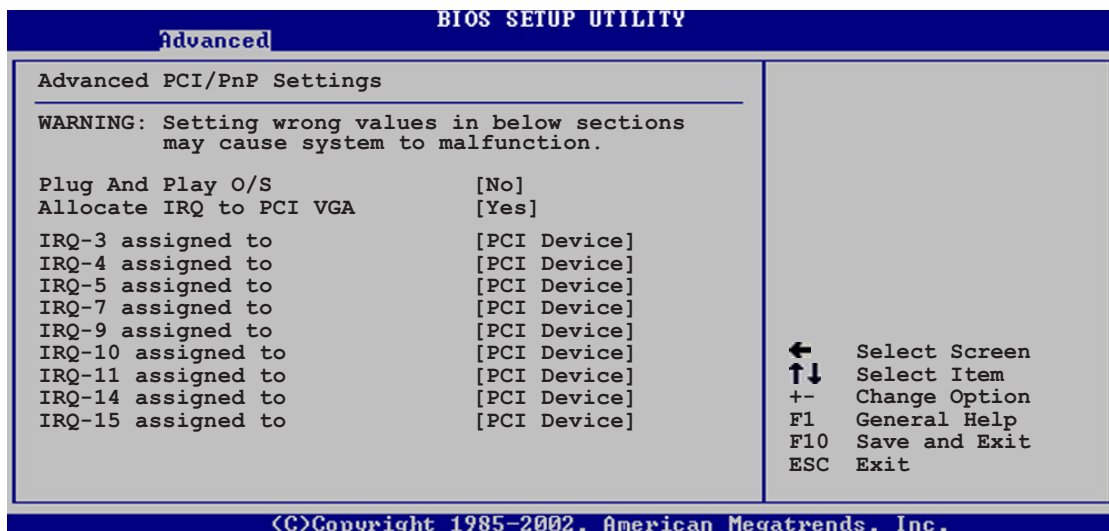 BIOS SETUP UTILITY
Advanced
Advanced PCI/PnP Settings
WARNING: Setting wrong values in below sections
may cause system to malfunction.
Plug And Play O/S [No]
Allocate IRQ to PCI VGA [Yes]
IRQ-3 assigned to [PCI Device]
IRQ-4 assigned to [PCI Device]
IRQ-5 assigned to [PCI Device]
IRQ-7 assigned to [PCI Device]
IRQ-9 assigned to [PCI Device]
IRQ-10 assigned to [PCI Device]
IRQ-11 assigned to [PCI Device]
IRQ-14 assigned to [PCI Device]
IRQ-15 assigned to [PCI Device]
← Select Screen
↑↓ Select Item
+- Change Option
F1 General Help
F10 Save and Exit
ESC Exit
(C)Copyright 1985-2002, American Megatrends, Inc.